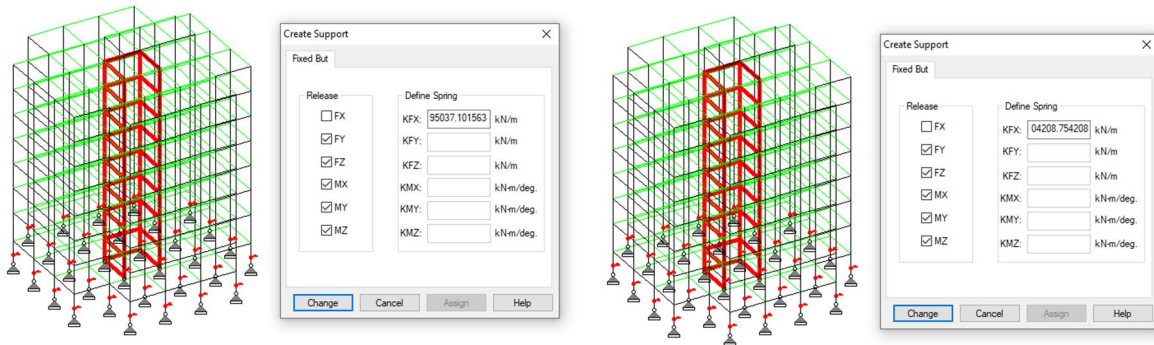 Create Support
Fixed But
Release
Define Spring
FX
KFX: 95037.101563 kN/m
FY
KFY: kN/m
FZ
KFZ: kN/m
MX
KMX: kN-m/deg.
MY
KMY: kN-m/deg.
MZ
KMZ: kN-m/deg.
Change Cancel Assign Help
Create Support
Fixed But
Release
Define Spring
FX
KFX: 04208.754208 kN/m
FY
KFY: kN/m
FZ
KFZ: kN/m
MX
KMX: kN-m/deg.
MY
KMY: kN-m/deg.
MZ
KMZ: kN-m/deg.
Change Cancel Assign Help